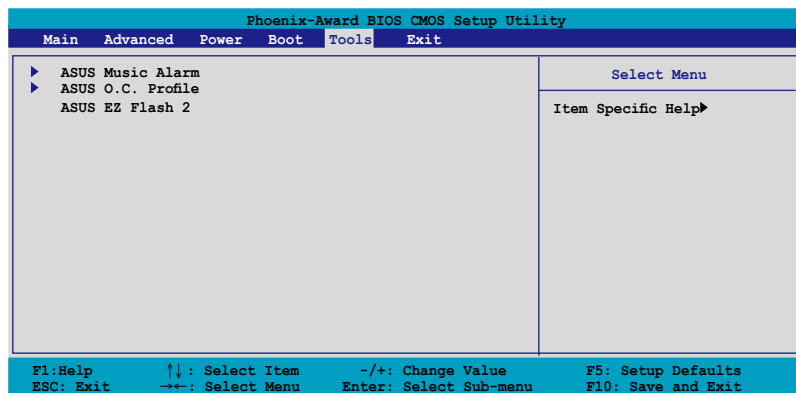 Phoenix-Award BIOS CMOS Setup Utility
Main Advanced Power Boot Tools Exit
ASUS Music Alarm
ASUS O.C. Profile
ASUS EZ Flash 2
Select Menu
Item Specific Help
F1:Help ↑↓: Select Item -/+: Change Value F5: Setup Defaults
ESC: Exit →←: Select Menu Enter: Select Sub-menu F10: Save and Exit